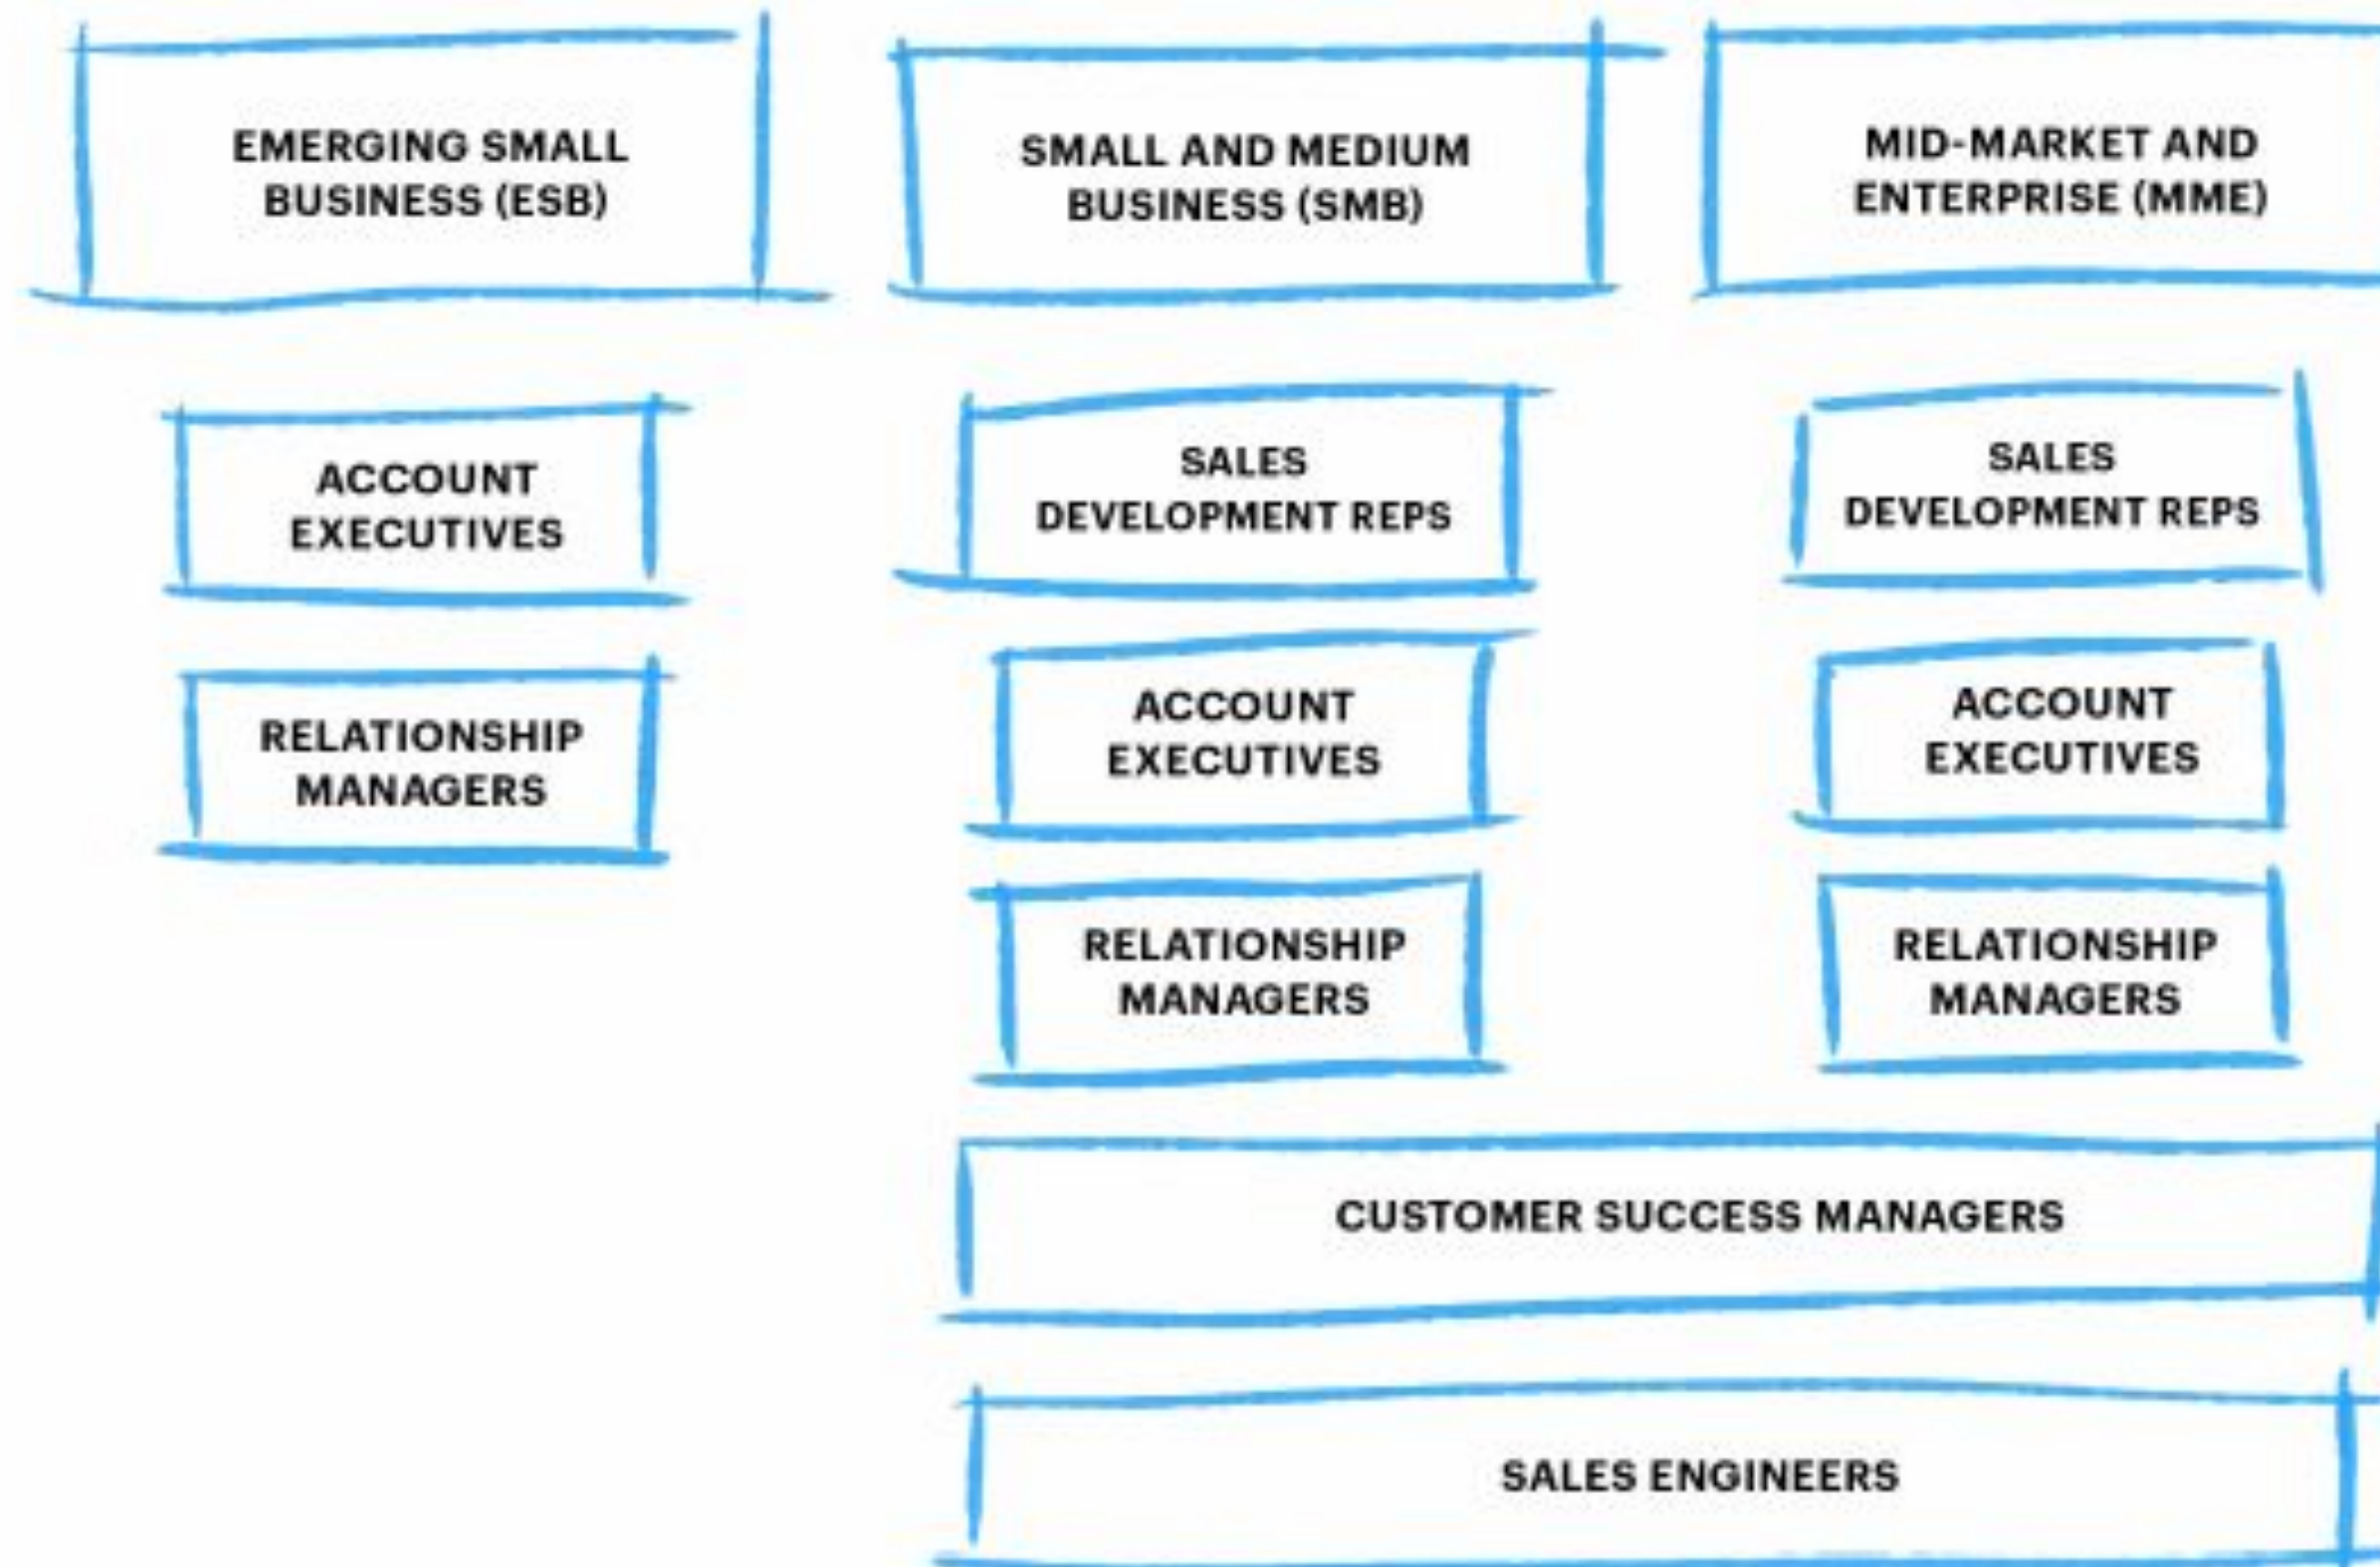 EMERGING SMALL
BUSINESS (ESB)
SMALL AND MEDIUM
BUSINESS (SMB)
MID-MARKET AND
ENTERPRISE (MME)
ACCOUNT
EXECUTIVES
RELATIONSHIP
MANAGERS
SALES
DEVELOPMENT REPS
ACCOUNT
EXECUTIVES
RELATIONSHIP
MANAGERS
SALES
DEVELOPMENT REPS
ACCOUNT
EXECUTIVES
RELATIONSHIP
MANAGERS
CUSTOMER SUCCESS MANAGERS
SALES ENGINEERS